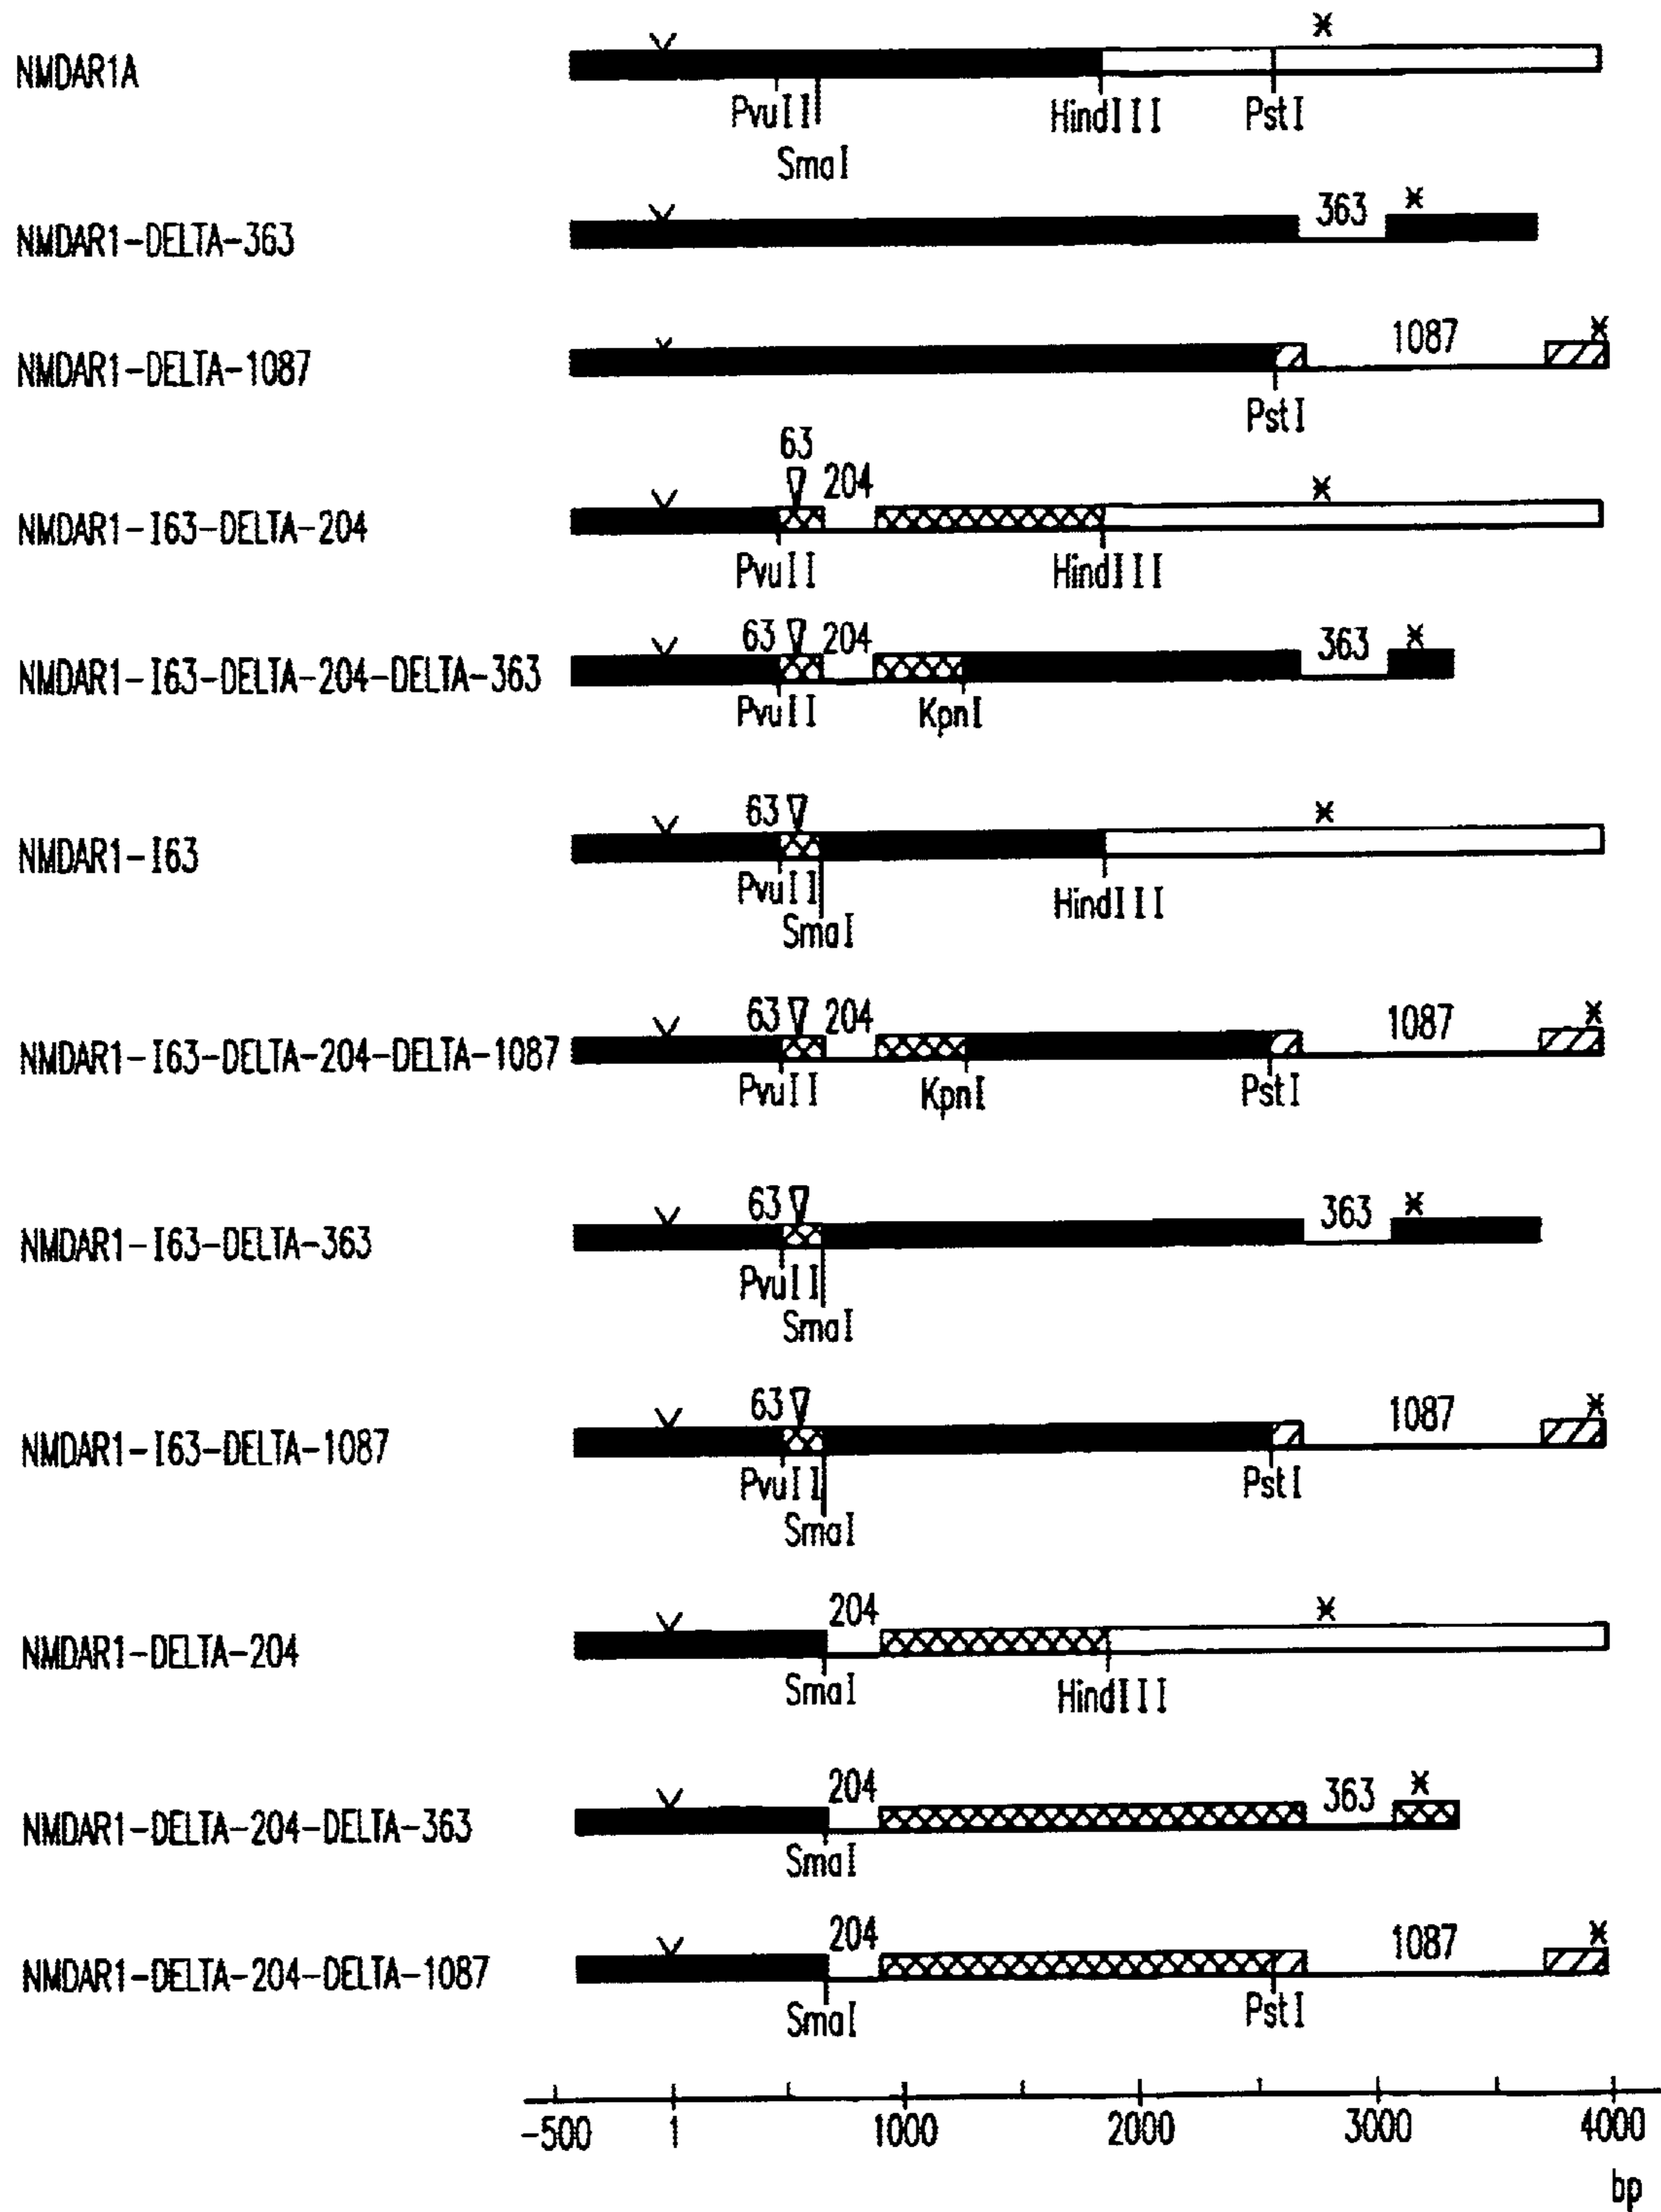 *
NMDAR1A
PvuII HindIII PstI
SmaI
363 *
NMDAR1-DELTA-363
1087 *
NMDAR1-DELTA-1087
PstI
63
204 *
NMDAR1-I63-DELTA-204
PvuII HindIII
63 204 363 *
NMDAR1-I63-DELTA-204-DELTA-363
PvuII KpnI
63 *
NMDAR1-I63
PvuII HindIII
SmaI
63 204 1087 *
NMDAR1-I63-DELTA-204-DELTA-1087
PvuII KpnI PstI
63 363 *
NMDAR1-I63-DELTA-363
PvuII
SmaI
63 1087 *
NMDAR1-I63-DELTA-1087
PvuII PstI
SmaI
204 *
NMDAR1-DELTA-204
SmaI HindIII
204 363 *
NMDAR1-DELTA-204-DELTA-363
SmaI
204 1087 *
NMDAR1-DELTA-204-DELTA-1087
SmaI PstI
-500 1 1000 2000 3000 4000
bp